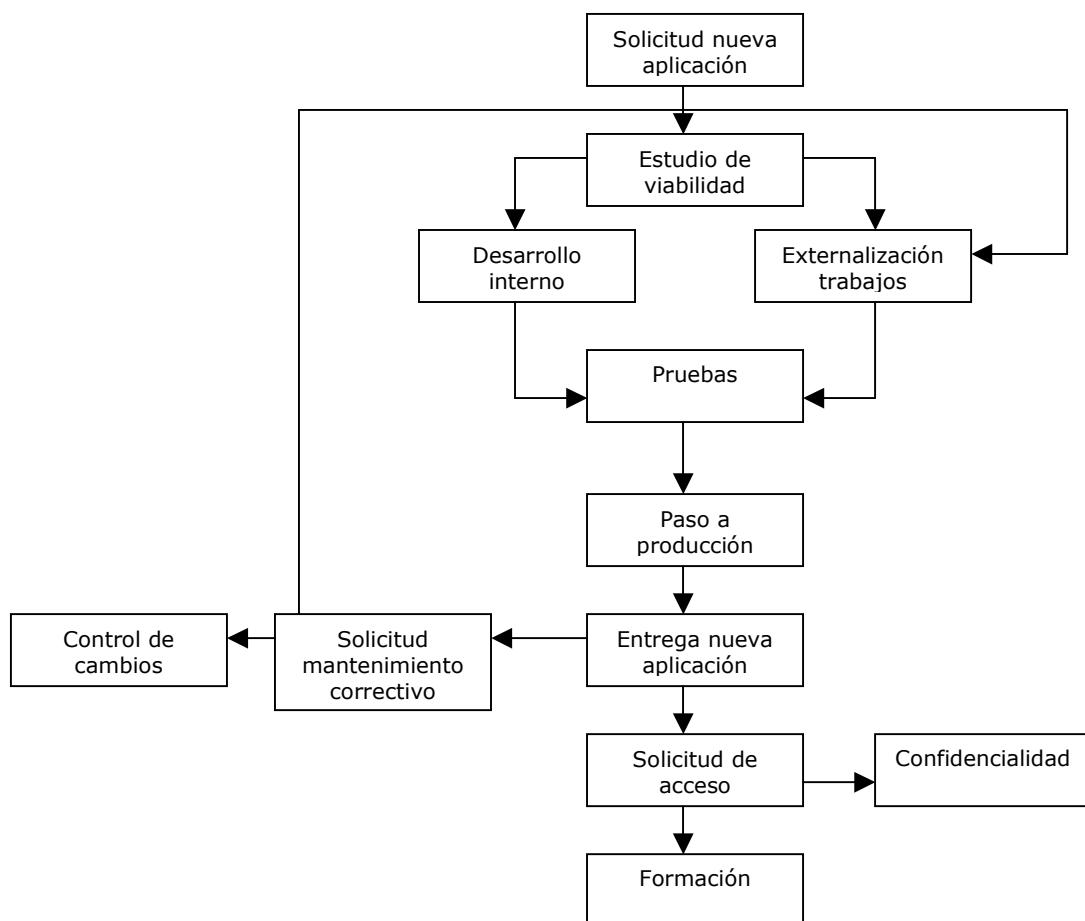 Solicitud nueva
aplicación
Estudio de
viabilidad
Desarrollo
interno
Externalización
trabajos
Pruebas
Paso a
producción
Control de
cambios
Solicitud
mantenimiento
correctivo
Entrega nueva
aplicación
Solicitud de
acceso
Confidencialidad
Formación